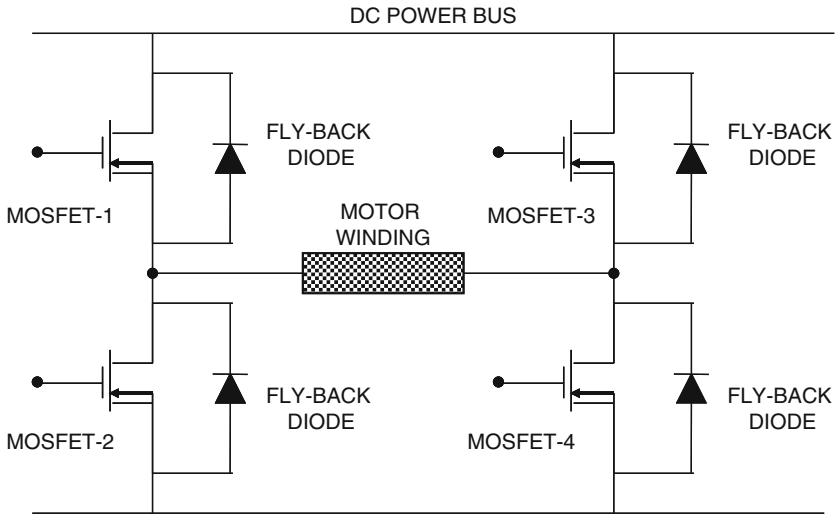 DC POWER BUS
FLY-BACK
DIODE
FLY-BACK
DIODE
MOSFET-1
MOTOR
WINDING
MOSFET-3
FLY-BACK
DIODE
FLY-BACK
DIODE
MOSFET-2
MOSFET-4